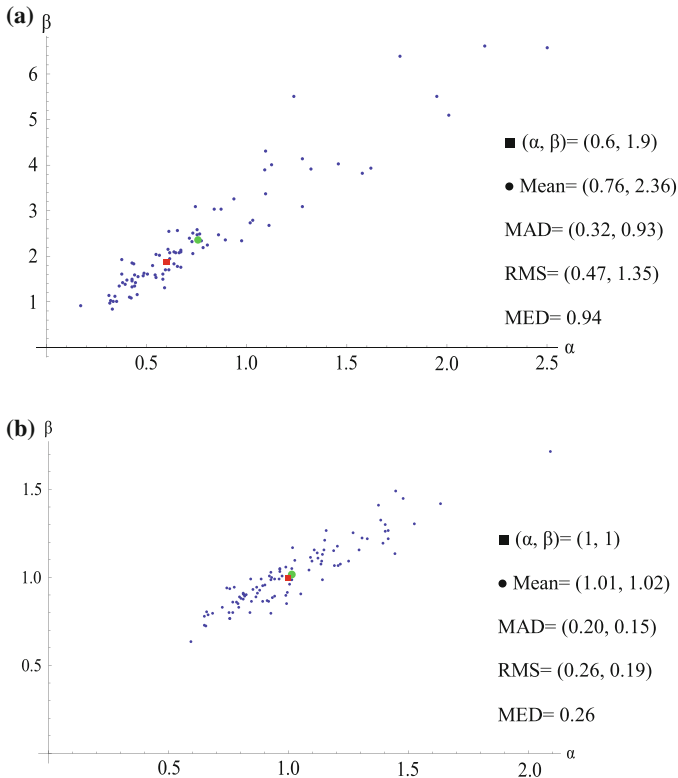 (a) β
6
5
4
3
2
1
0.5 1.0 1.5 2.0 2.5 α
■ (α, β)= (0.6, 1.9)
● Mean= (0.76, 2.36)
MAD= (0.32, 0.93)
RMS= (0.47, 1.35)
MED= 0.94
(b) β
1.5
1.0
0.5
0.5 1.0 1.5 2.0 α
■ (α, β)= (1, 1)
● Mean= (1.01, 1.02)
MAD= (0.20, 0.15)
RMS= (0.26, 0.19)
MED= 0.26